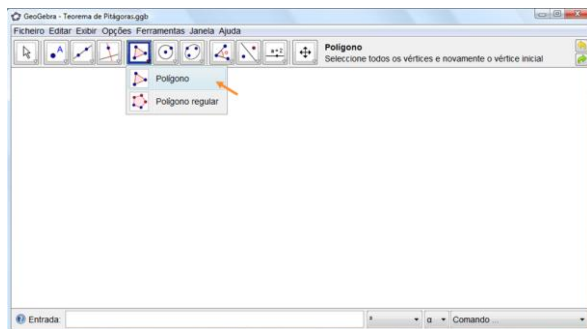 GeoGebra - Teorema de Pitágoras.ggb
Ficheiro Editar Exibir Opções Ferramentas Janela Ajuda
A
a=2
Polígono
Seleccione todos os vértices e novamente o vértice inicial
Polígono
Polígono regular
Entrada:
α
Comando ...